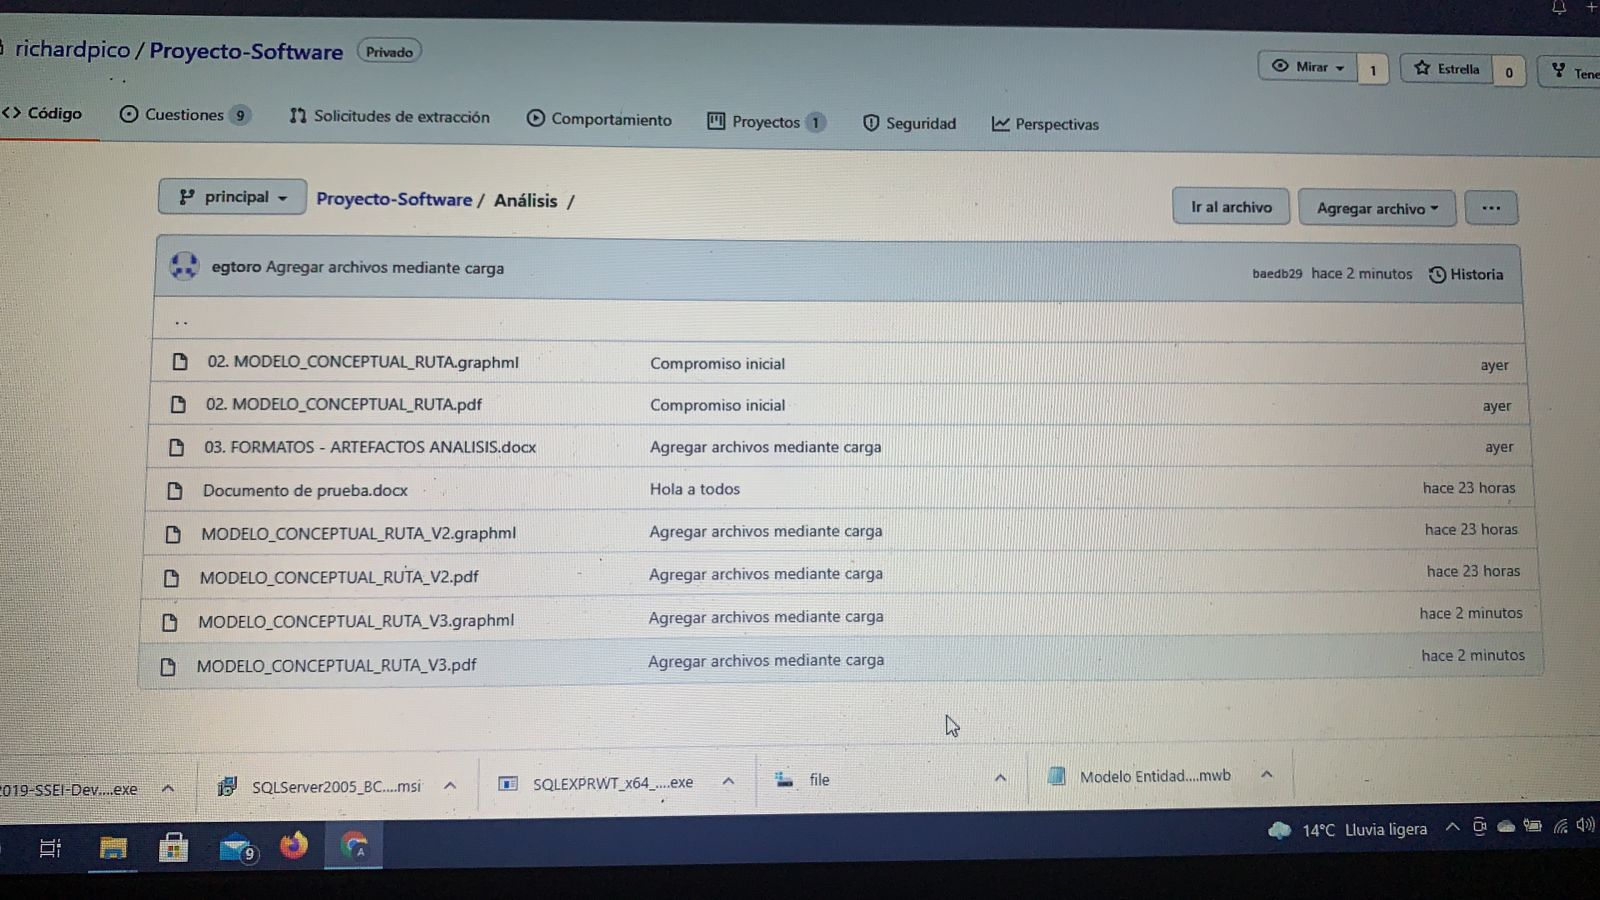 richardpico / Proyecto-Software Privado
Mirar 1 Estrella 0
Código Cuestiones 9 Solicitudes de extracción Comportamiento Proyectos 1 Seguridad Perspectivas
principal Proyecto-Software / Análisis /
Ir al archivo Agregar archivo ...
egtoro Agregar archivos mediante carga baedb29 hace 2 minutos Historia
..
02. MODELO_CONCEPTUAL_RUTA.graphml Compromiso inicial ayer
02. MODELO_CONCEPTUAL_RUTA.pdf Compromiso inicial ayer
03. FORMATOS - ARTEFACTOS ANALISIS.docx Agregar archivos mediante carga ayer
Documento de prueba.docx Hola a todos hace 23 horas
MODELO_CONCEPTUAL_RUTA_V2.graphml Agregar archivos mediante carga hace 23 horas
MODELO_CONCEPTUAL_RUTA_V2.pdf Agregar archivos mediante carga hace 23 horas
MODELO_CONCEPTUAL_RUTA_V3.graphml Agregar archivos mediante carga hace 2 minutos
MODELO_CONCEPTUAL_RUTA_V3.pdf Agregar archivos mediante carga hace 2 minutos
2019-SSEI-Dev....exe SQLServer2005_BC....msi SQLEXPRWT_x64_....exe file Modelo Entidad....mwb
9 A 14°C Lluvia ligera